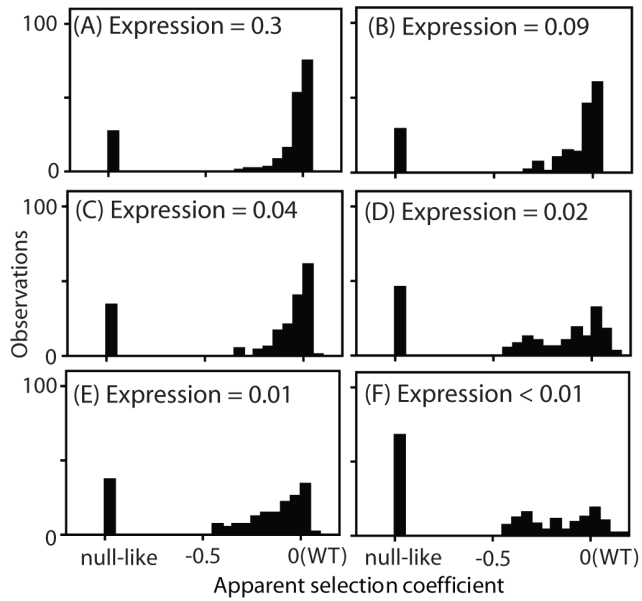 100
(A) Expression = 0.3
(B) Expression = 0.09
0
100
(C) Expression = 0.04
(D) Expression = 0.02
Observations
0
100
(E) Expression = 0.01
(F) Expression < 0.01
0
null-like -0.5 0(WT)
null-like -0.5 0(WT)
Apparent selection coefficient